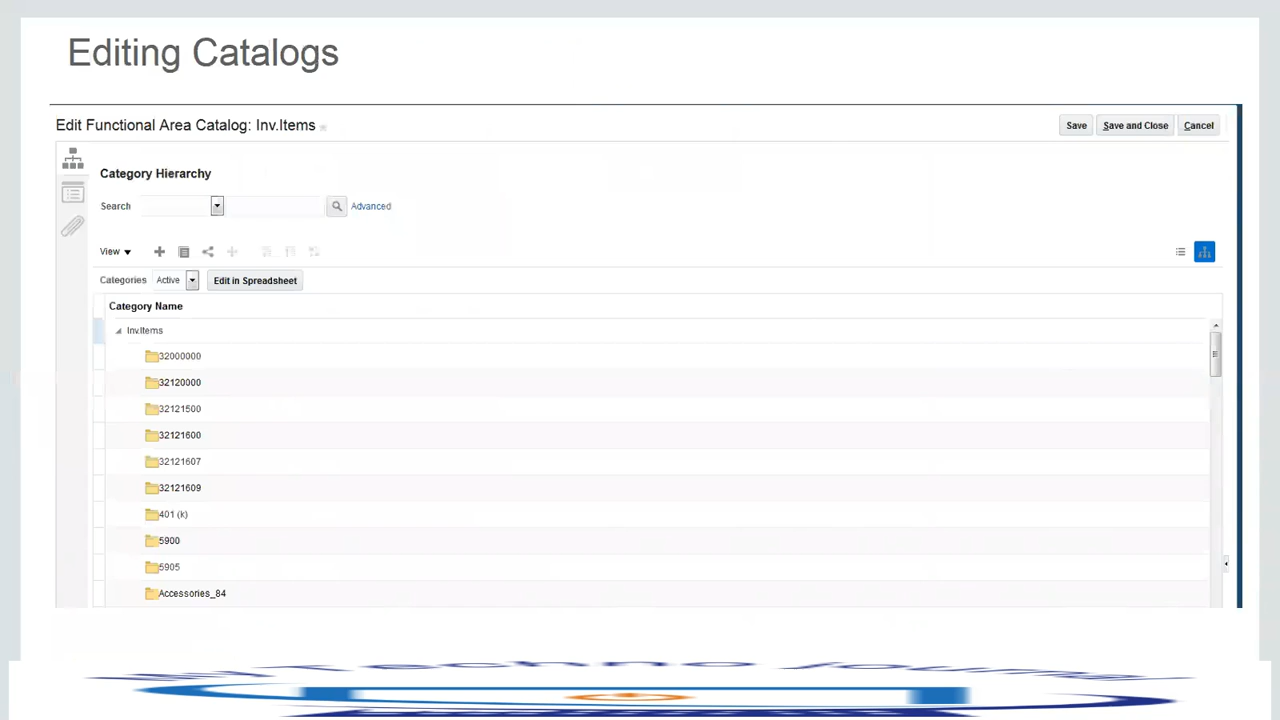 Editing Catalogs
Edit Functional Area Catalog: Inv.Items
Save Save and Close Cancel
Category Hierarchy
Search Advanced
View
Categories Active Edit in Spreadsheet
Category Name
Inv.Items
32000000
32120000
32121500
32121600
32121607
32121609
401 (k)
5900
5905
Accessories_84